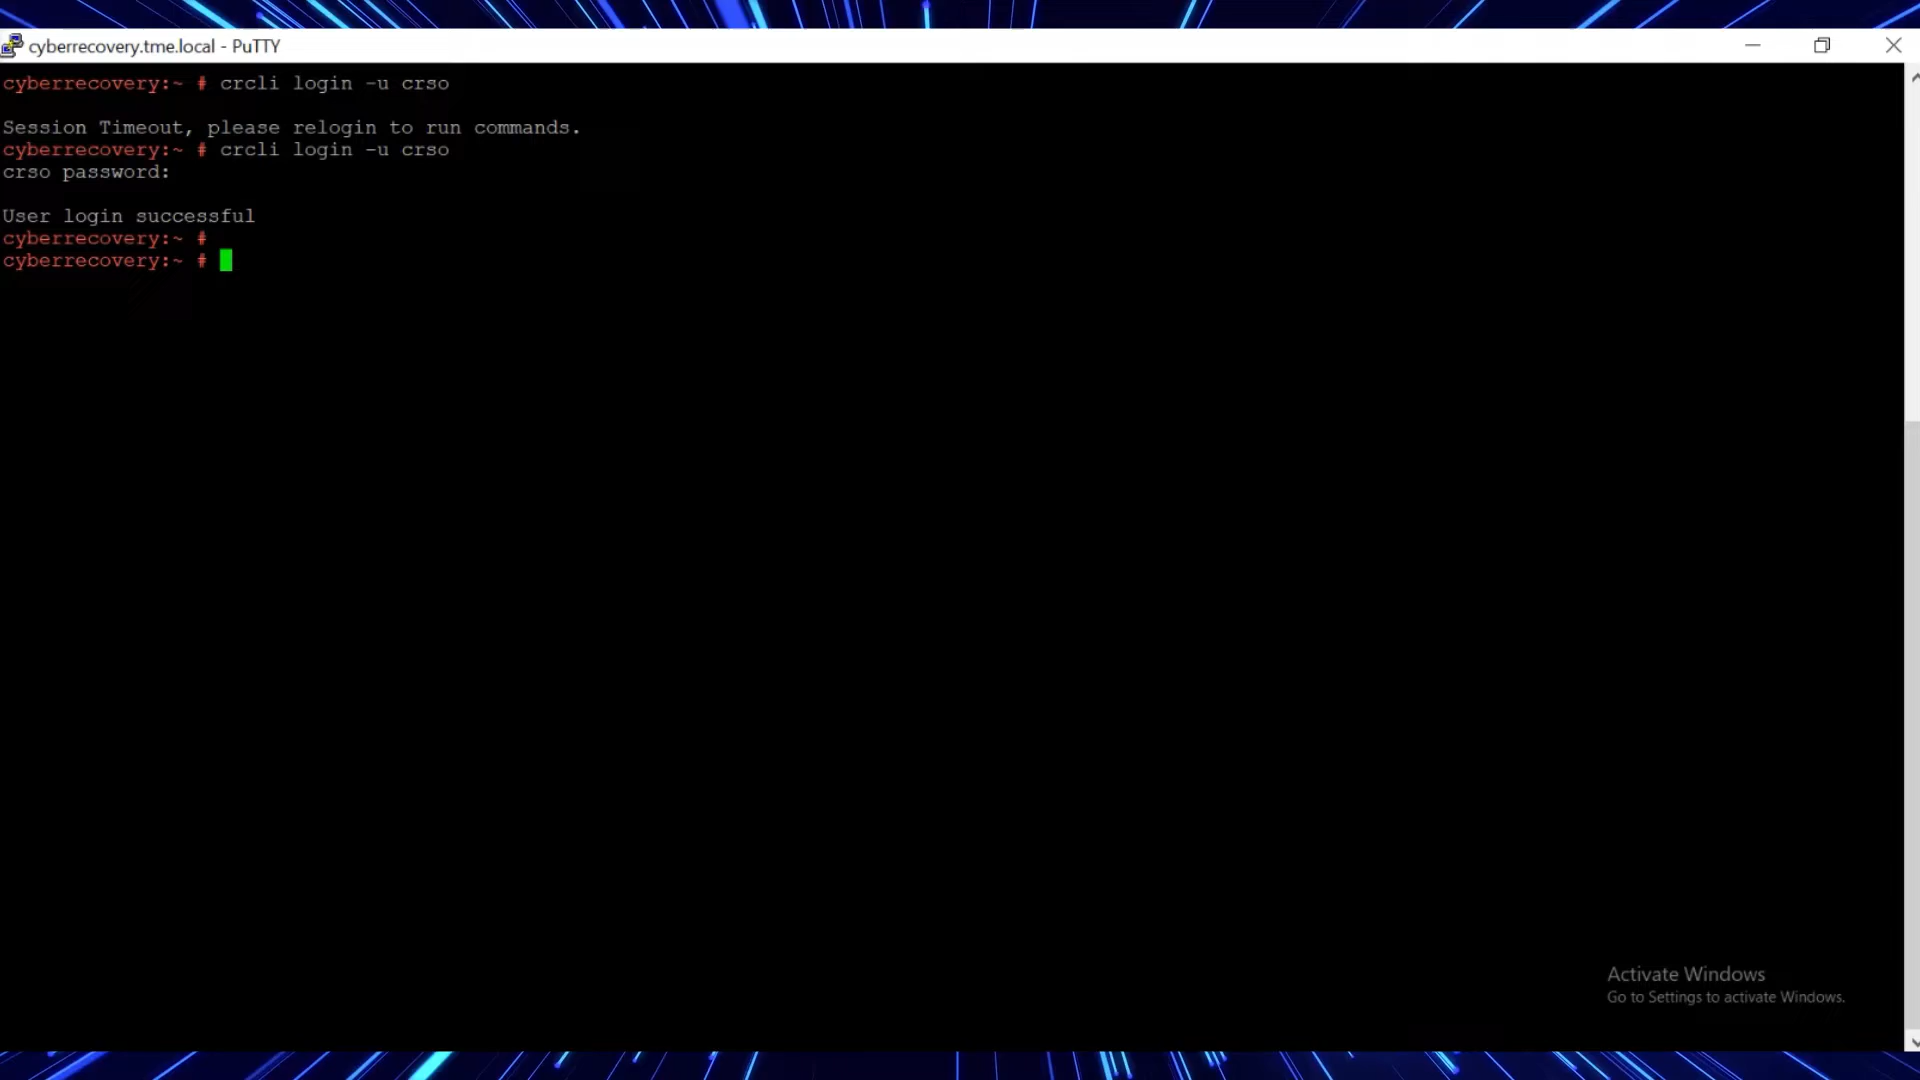 cyberrecovery.tme.local - PuTTY
cyberrecovery:~ # crcli login -u crso
Session Timeout, please relogin to run commands.
cyberrecovery:~ # crcli login -u crso
crso password:
User login successful
cyberrecovery:~ #
cyberrecovery:~ #
Activate Windows
Go to Settings to activate Windows.